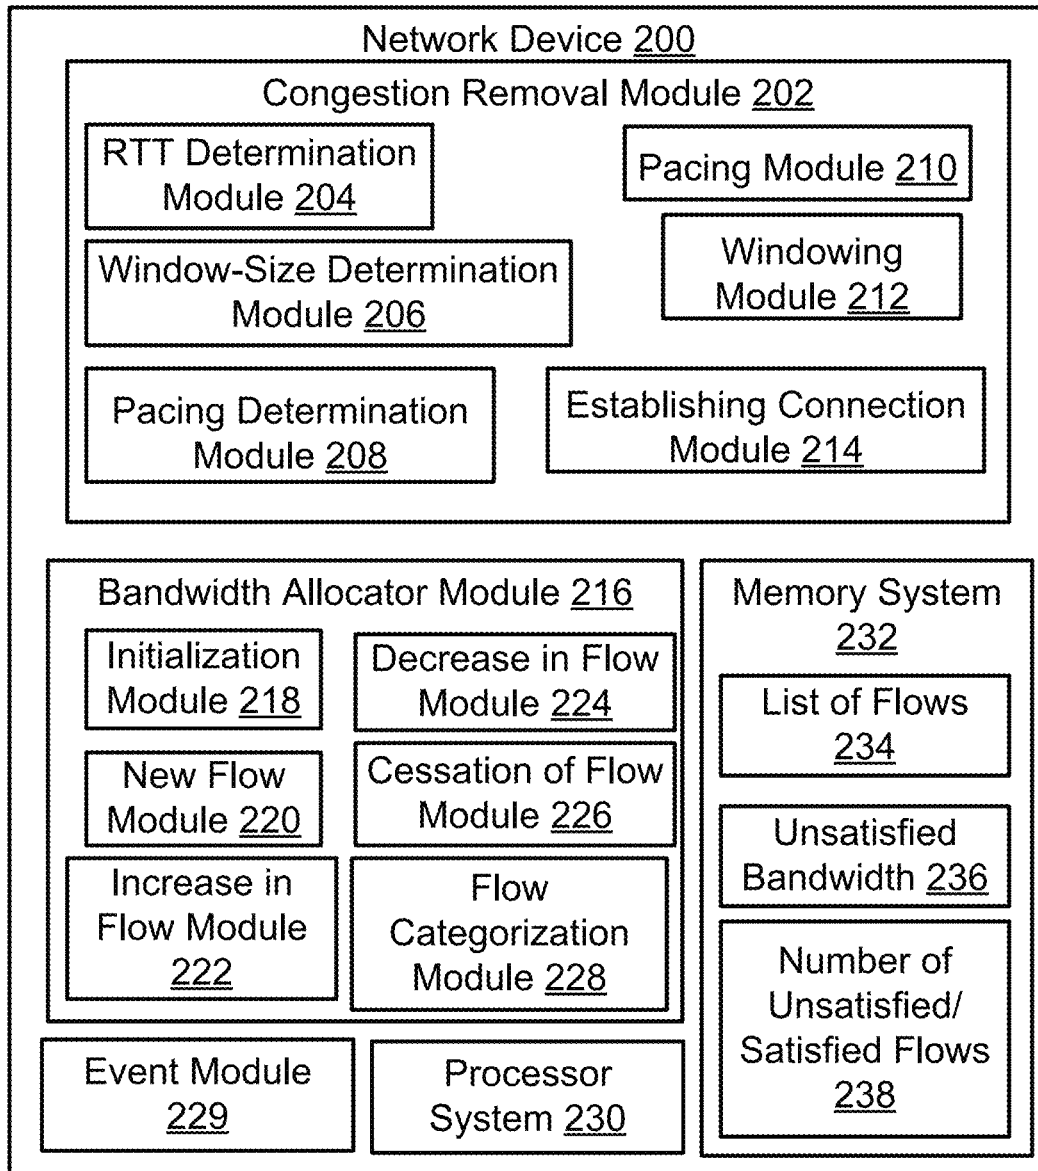 Network Device 200
Congestion Removal Module 202
RTT Determination
Module 204
Pacing Module 210
Window-Size Determination
Module 206
Windowing
Module 212
Pacing Determination
Module 208
Establishing Connection
Module 214
Bandwidth Allocator Module 216
Initialization
Module 218
Decrease in Flow
Module 224
New Flow
Module 220
Cessation of Flow
Module 226
Increase in
Flow Module
222
Flow
Categorization
Module 228
Memory System
232
List of Flows
234
Unsatisfied
Bandwidth 236
Number of
Unsatisfied/
Satisfied Flows
238
Event Module
229
Processor
System 230